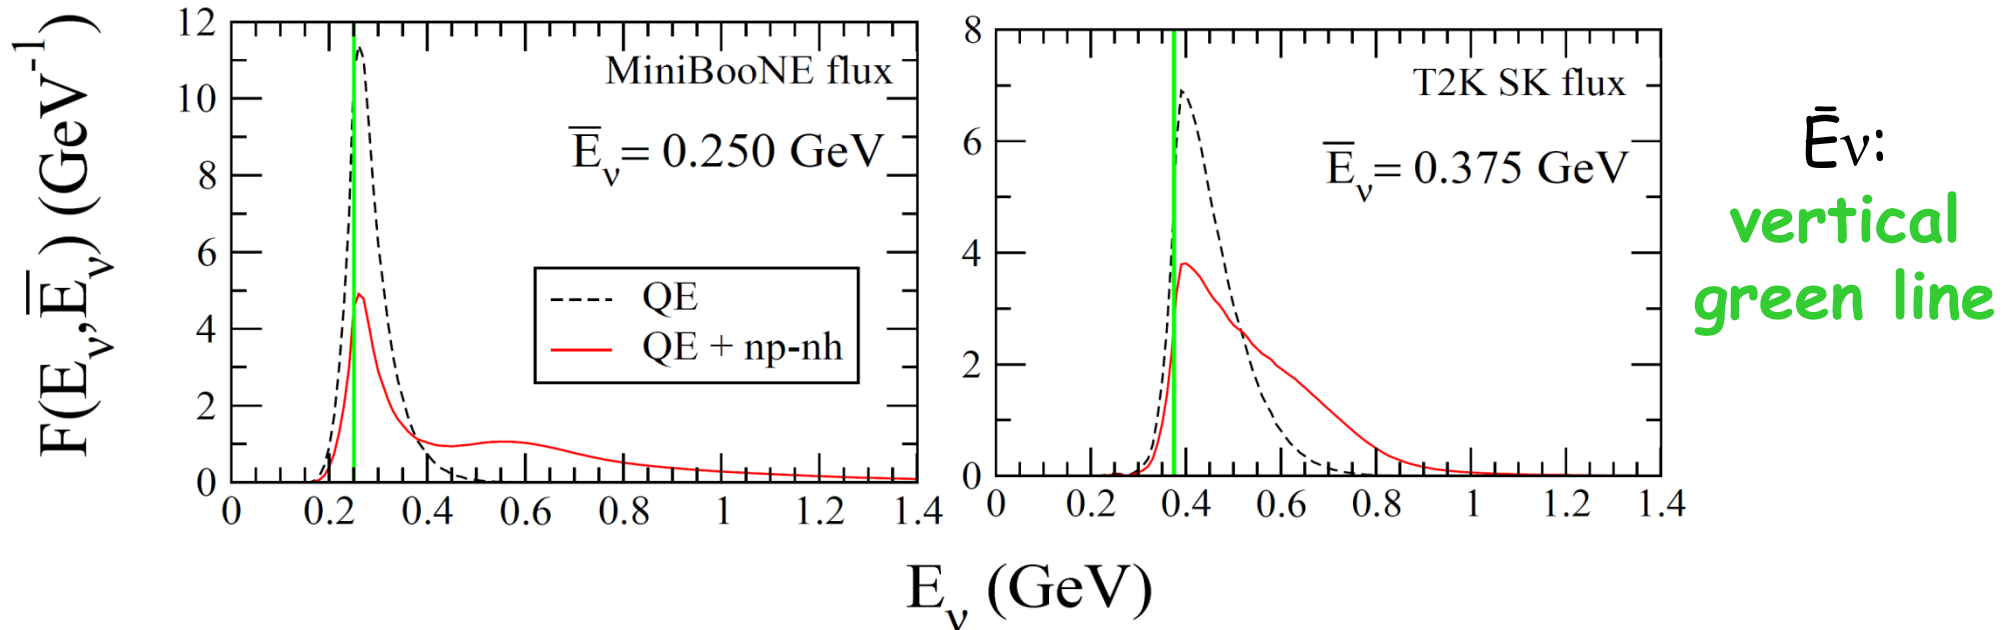 F(E_ν,E̅_ν) (GeV⁻¹)
12
10
8
6
4
2
0
0 0.2 0.4 0.6 0.8 1 1.2 1.4
MiniBooNE flux
E̅_ν= 0.250 GeV
QE
QE + np-nh
8
6
4
2
0
0 0.2 0.4 0.6 0.8 1 1.2 1.4
T2K SK flux
E̅_ν= 0.375 GeV
E_ν (GeV)
Ēν:
vertical
green line